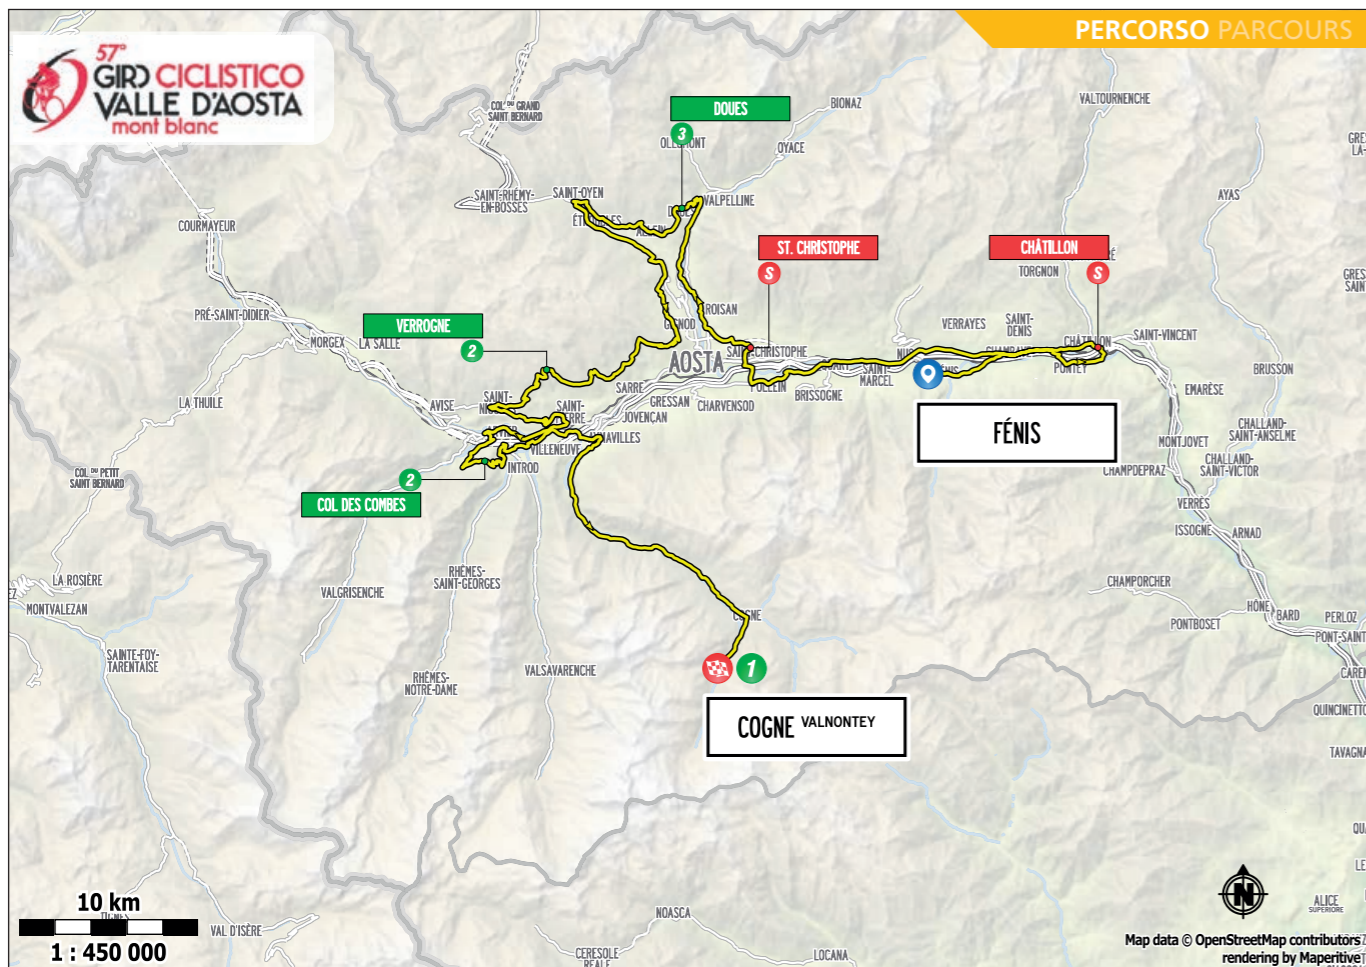 PERCORSO PARCOURS
57°
GIRO CICLISTICO
VALLE D'AOSTA
mont blanc
COL DU GRAND
SAINT BERNARD
DOUES
3
BIONAZ
VALTOURNENCHE
OYACE
SAINT-RHÉMY-
EN-BOSSES
SAINT-OYEN
VALPELLINE
AYAS
COURMAYEUR
ST. CHRISTOPHE
S
CHÂTILLON
S
TORGNON
PRÉ-SAINT-DIDIER
MORGEX
LA SALLE
VERROGNE
2
ROISAN
GIGNOD
AOSTA
VERRAYES
SAINT-
DENIS
SAINT-VINCENT
PONTEY
SAINT-
MARCEL
BRISSOGNE
CHARVENSOD
GRESSAN
SARRE
JOVENÇAN
EMARÈSE
BRUSSON
LA THUILE
AVISE
VILLENEUVE
INTROD
FÉNIS
CHALLAND-
SAINT-ANSELME
MONTJOVET
CHALLAND-
SAINT-VICTOR
CHAMPDEPRAZ
COL DU PETIT
SAINT BERNARD
2
COL DES COMBES
VERRÈS
ISSOGNE
ARNAD
LA ROSIÈRE
MONTVALEZAN
VALGRISENCHE
RHÊMES-
SAINT-GEORGES
CHAMPORCHER
HÔNE
BARD
PERLOZ
PONTBOSET
PONT-SAINT-
SAINTE-FOY-
TARENTAISE
COGNE
RHÊMES-
NOTRE-DAME
VALSAVARENCHE
1
COGNE VALNONTEY
QUINCINETTO
TAVAGNA
10 km
1 : 450 000
VAL D'ISÈRE
NOASCA
CERESOLE
REALE
LOCANA
N
ALICE
SUPERIORE
Map data © OpenStreetMap contributors
rendering by Maperitive